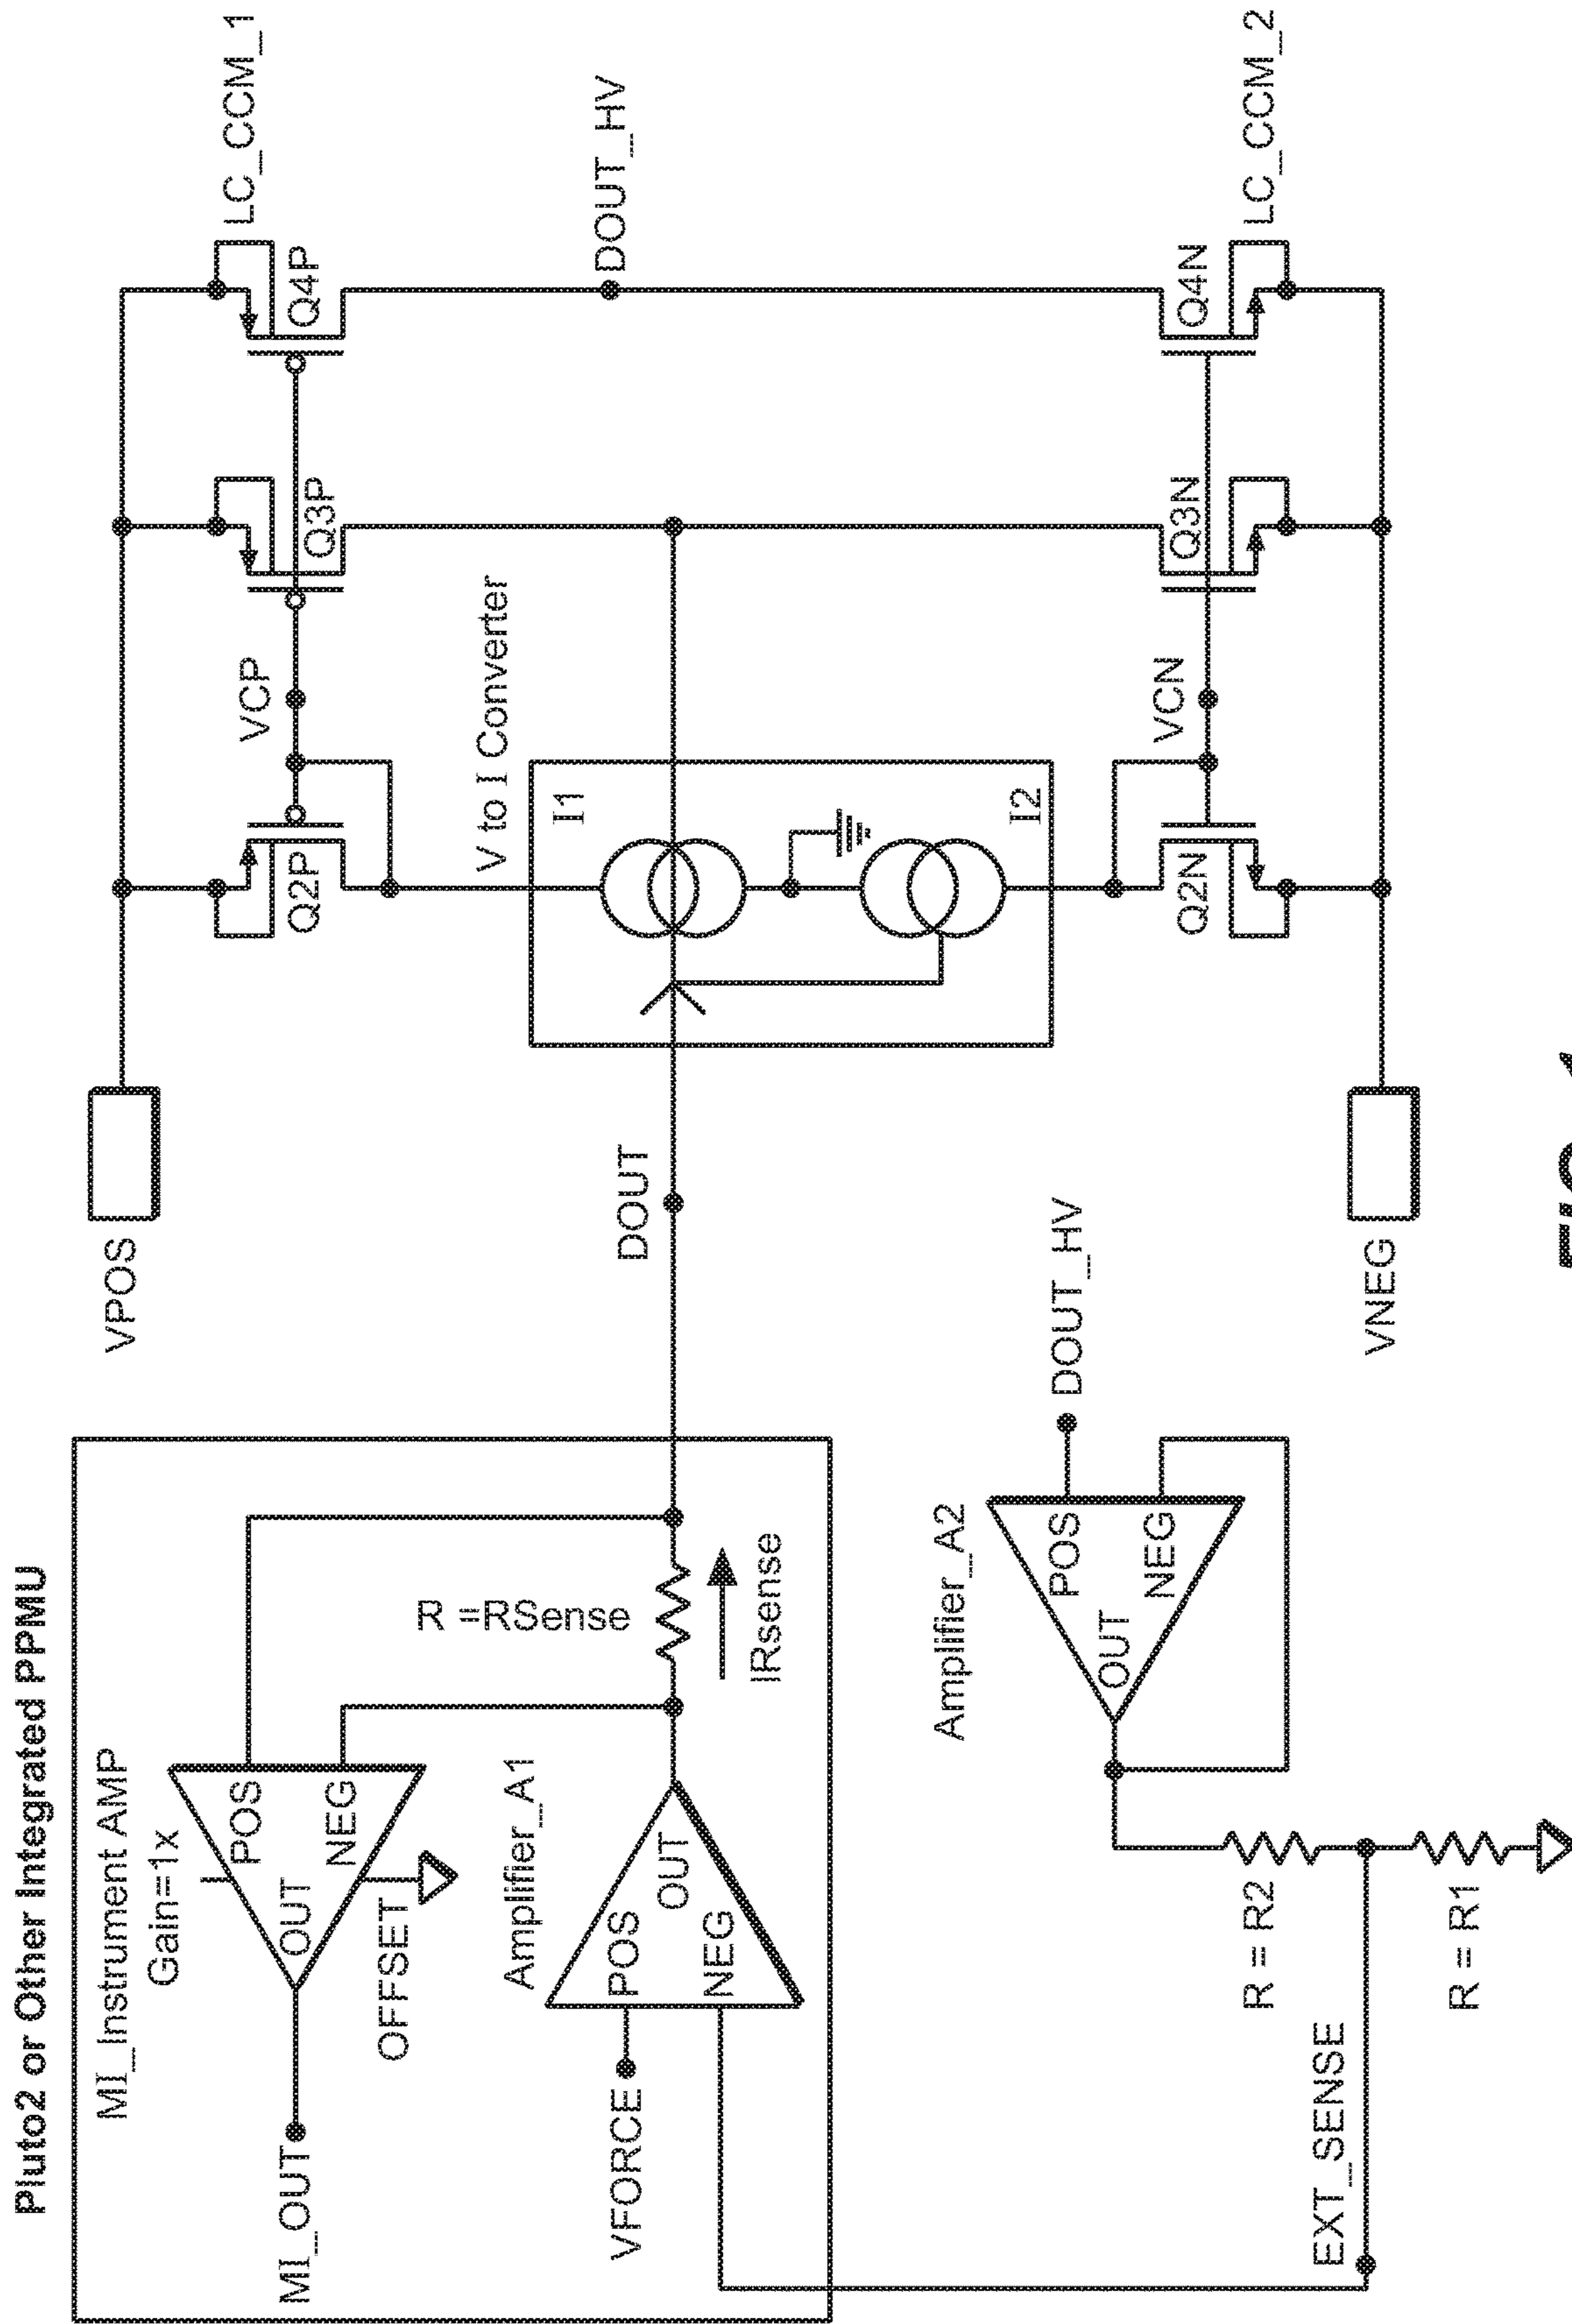 Pluto2 or Other Integrated PPMU
MI_Instrument AMP
Gain=1x
POS
NEG
OUT
OFFSET
MI_OUT
Amplifier_A1
POS
NEG
OUT
VFORCE
R =RSense
IRsense
DOUT
VPOS
VNEG
V to I Converter
I1
I2
Q2P
VCP
Q3P
Q4P
LC_CCM_1
DOUT_HV
Q2N
VCN
Q3N
Q4N
LC_CCM_2
Amplifier_A2
POS
NEG
OUT
DOUT_HV
R = R2
R = R1
EXT_SENSE